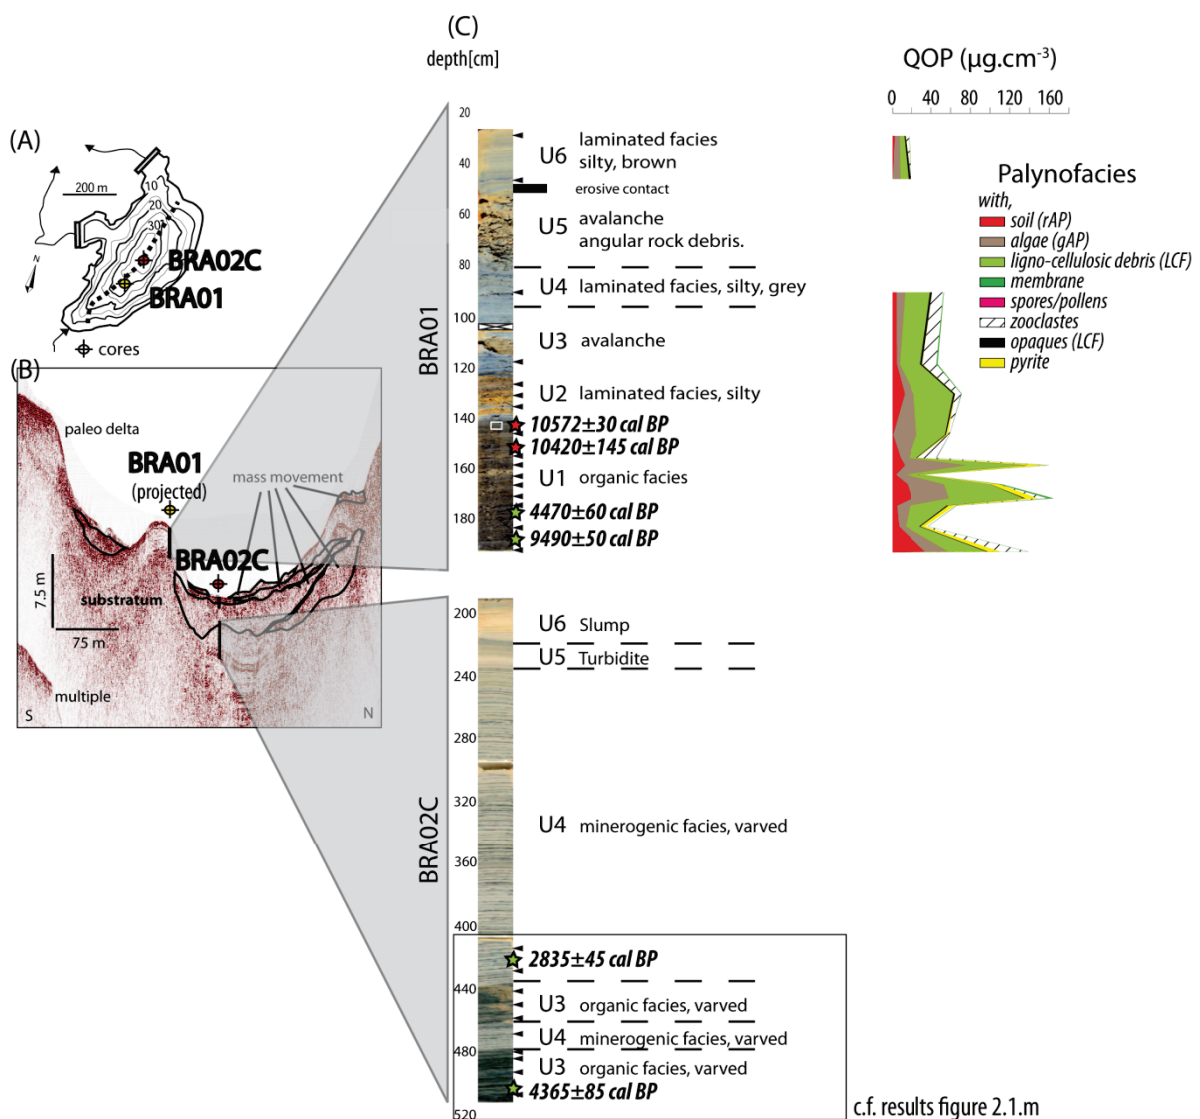 (A)
200 m
10
20
30
BRA02C
BRA01
N
cores
(B)
paleo delta
BRA01
(projected)
mass movement
BRA02C
7.5 m
substratum
75 m
multiple
S
N
(C)
depth[cm]
BRA01
20
40
60
80
100
120
140
160
180
U6 laminated facies
silty, brown
erosive contact
U5 avalanche
angular rock debris.
U4 laminated facies, silty, grey
U3 avalanche
U2 laminated facies, silty
10572±30 cal BP
10420±145 cal BP
U1 organic facies
4470±60 cal BP
9490±50 cal BP
BRA02C
200
240
280
320
360
400
440
480
520
U6 Slump
U5 Turbidite
U4 minerogenic facies, varved
2835±45 cal BP
U3 organic facies, varved
U4 minerogenic facies, varved
U3 organic facies, varved
4365±85 cal BP
c.f. results figure 2.1.m
QOP (µg.cm-3)
0 40 80 120 160
Palynofacies
with,
soil (rAP)
algae (gAP)
ligno-cellulosic debris (LCF)
membrane
spores/pollens
zooclastes
opaques (LCF)
pyrite